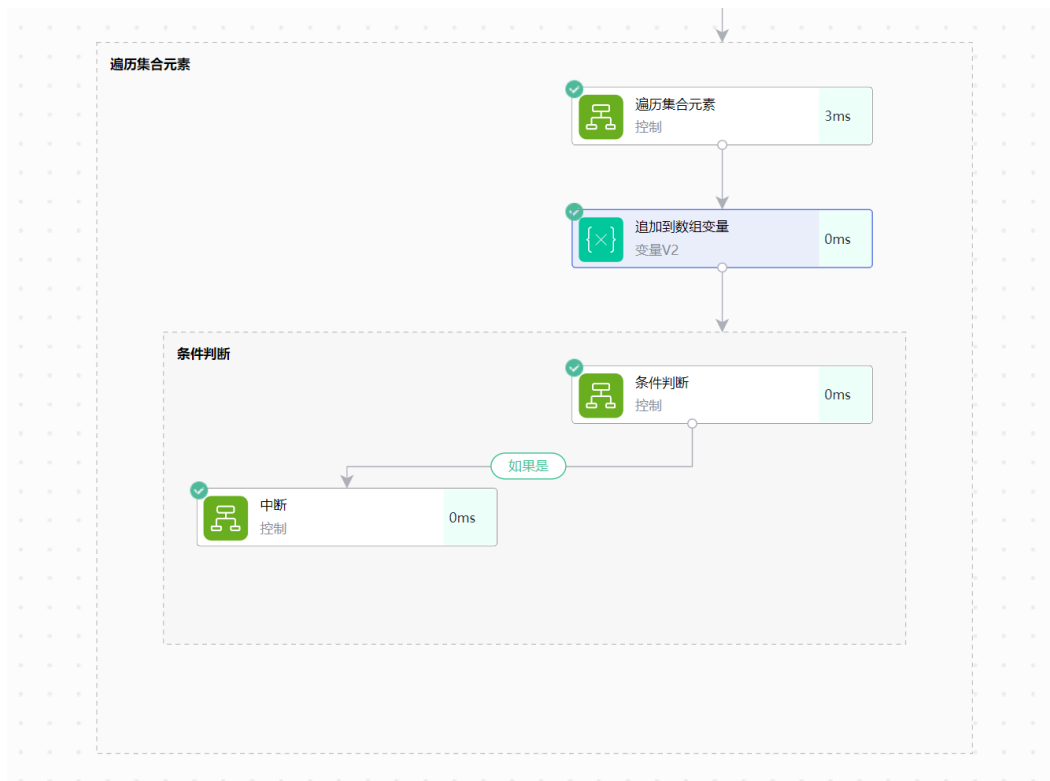 遍历集合元素
遍历集合元素
控制
3ms
追加到数组变量
变量V2
0ms
条件判断
条件判断
控制
0ms
如果是
中断
控制
0ms